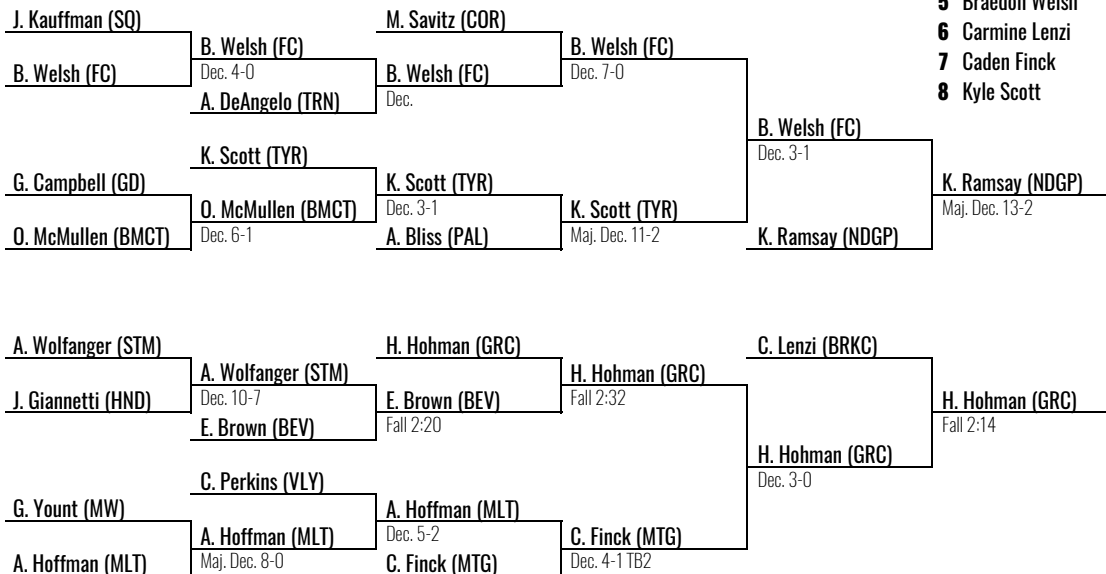 5 Braedon Welsh
6 Carmine Lenzi
7 Caden Finck
8 Kyle Scott
J. Kauffman (SQ)
B. Welsh (FC)
B. Welsh (FC)
Dec. 4-0
A. DeAngelo (TRN)
M. Savitz (COR)
B. Welsh (FC)
Dec.
B. Welsh (FC)
Dec. 7-0
K. Scott (TYR)
G. Campbell (GD)
O. McMullen (BMCT)
O. McMullen (BMCT)
Dec. 6-1
K. Scott (TYR)
Dec. 3-1
A. Bliss (PAL)
K. Scott (TYR)
Maj. Dec. 11-2
B. Welsh (FC)
Dec. 3-1
K. Ramsay (NDGP)
K. Ramsay (NDGP)
Maj. Dec. 13-2
A. Wolfanger (STM)
J. Giannetti (HND)
A. Wolfanger (STM)
Dec. 10-7
E. Brown (BEV)
H. Hohman (GRC)
E. Brown (BEV)
Fall 2:20
H. Hohman (GRC)
Fall 2:32
C. Perkins (VLY)
G. Yount (MW)
A. Hoffman (MLT)
A. Hoffman (MLT)
Maj. Dec. 8-0
A. Hoffman (MLT)
Dec. 5-2
C. Finck (MTG)
C. Finck (MTG)
Dec. 4-1 TB2
C. Lenzi (BRKC)
H. Hohman (GRC)
Dec. 3-0
H. Hohman (GRC)
Fall 2:14